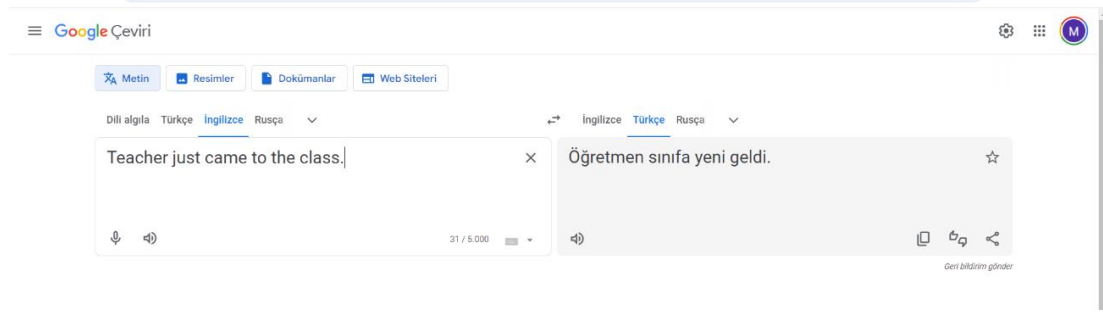 Google Çeviri
M
Metin Resimler Dokümanlar Web Siteleri
Dili algıla Türkçe İngilizce Rusça
İngilizce Türkçe Rusça
Teacher just came to the class.
Öğretmen sınıfa yeni geldi.
31 / 5.000
Geri bildirim gönder